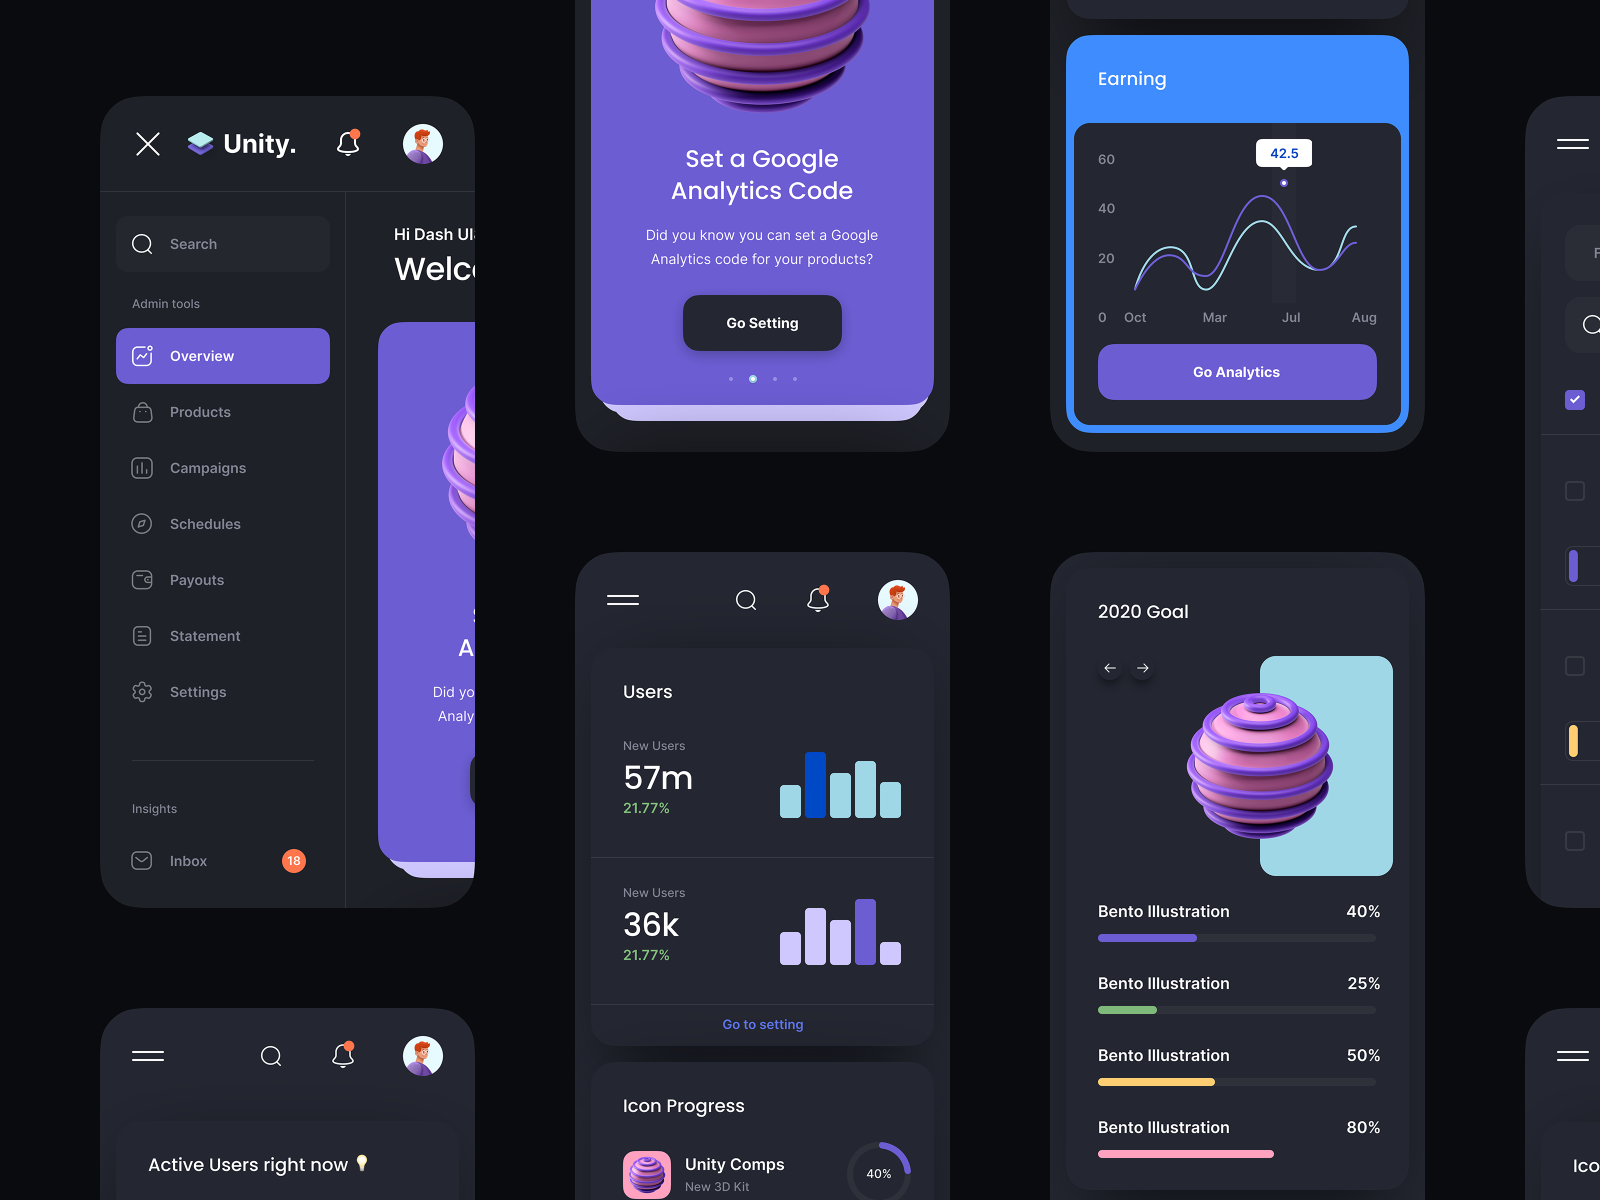 Unity.
Search
Admin tools
Overview
Products
Campaigns
Schedules
Payouts
Statement
Settings
Insights
Inbox
18
Hi Dash UI
Welc
A
Did yo
Analy
Active Users right now
Set a Google
Analytics Code
Did you know you can set a Google
Analytics code for your products?
Go Setting
Users
New Users
57m
21.77%
New Users
36k
21.77%
Go to setting
Icon Progress
Unity Comps
New 3D Kit
40%
Earning
42.5
60
40
20
0 Oct Mar Jul Aug
Go Analytics
2020 Goal
Bento Illustration 40%
Bento Illustration 25%
Bento Illustration 50%
Bento Illustration 80%
Ico